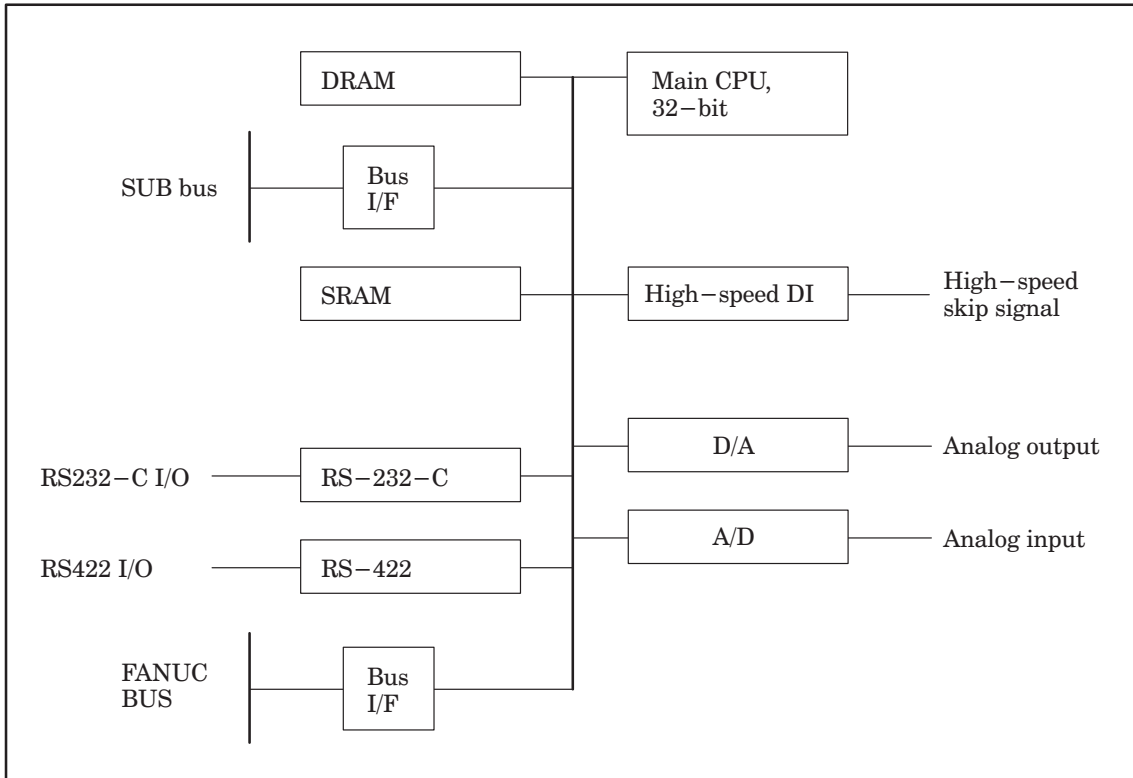 DRAM
Main CPU,
32−bit
SUB bus
Bus
I/F
SRAM
High−speed DI
High−speed
skip signal
D/A
Analog output
RS232−C I/O
RS−232−C
A/D
Analog input
RS422 I/O
RS−422
FANUC
BUS
Bus
I/F